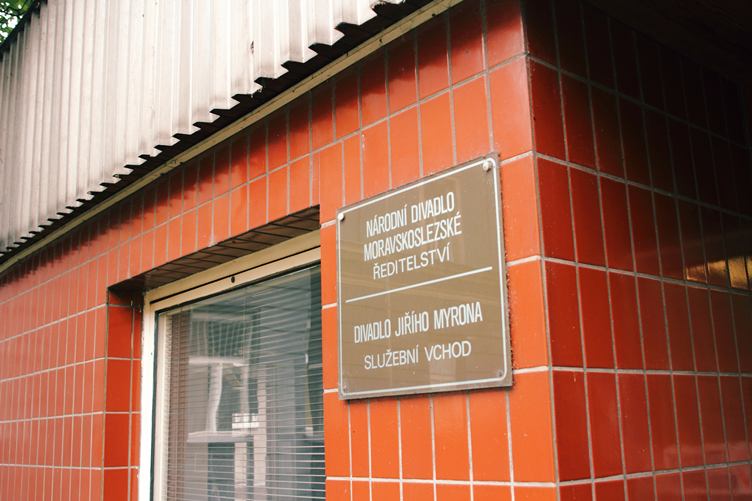 NÁRODNÍ DIVADLO
MORAVSKOSLEZSKÉ
ŘEDITELSTVÍ
DIVADLO JIŘÍHO MYRONA
SLUŽEBNÍ VCHOD